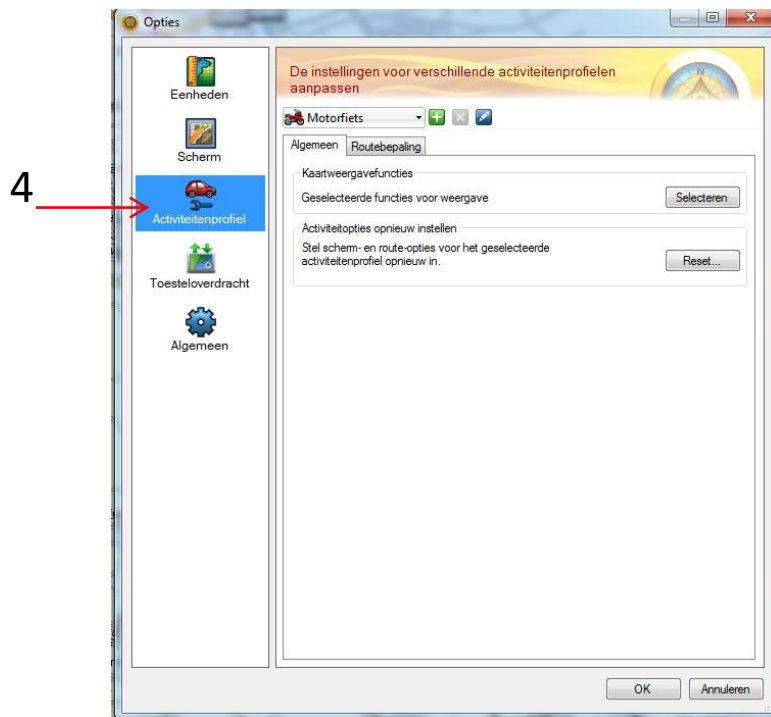 Opties
4
Eenheden
Scherm
Activiteitenprofiel
Toesteloverdracht
Algemeen
De instellingen voor verschillende activiteitenprofielen
aanpassen
N
Motorfiets
Algemeen
Routebepaling
Kaartweergavefuncties
Geselecteerde functies voor weergave
Selecteren
Activiteitopties opnieuw instellen
Stel scherm- en route-opties voor het geselecteerde
activiteitenprofiel opnieuw in.
Reset...
OK
Annuleren